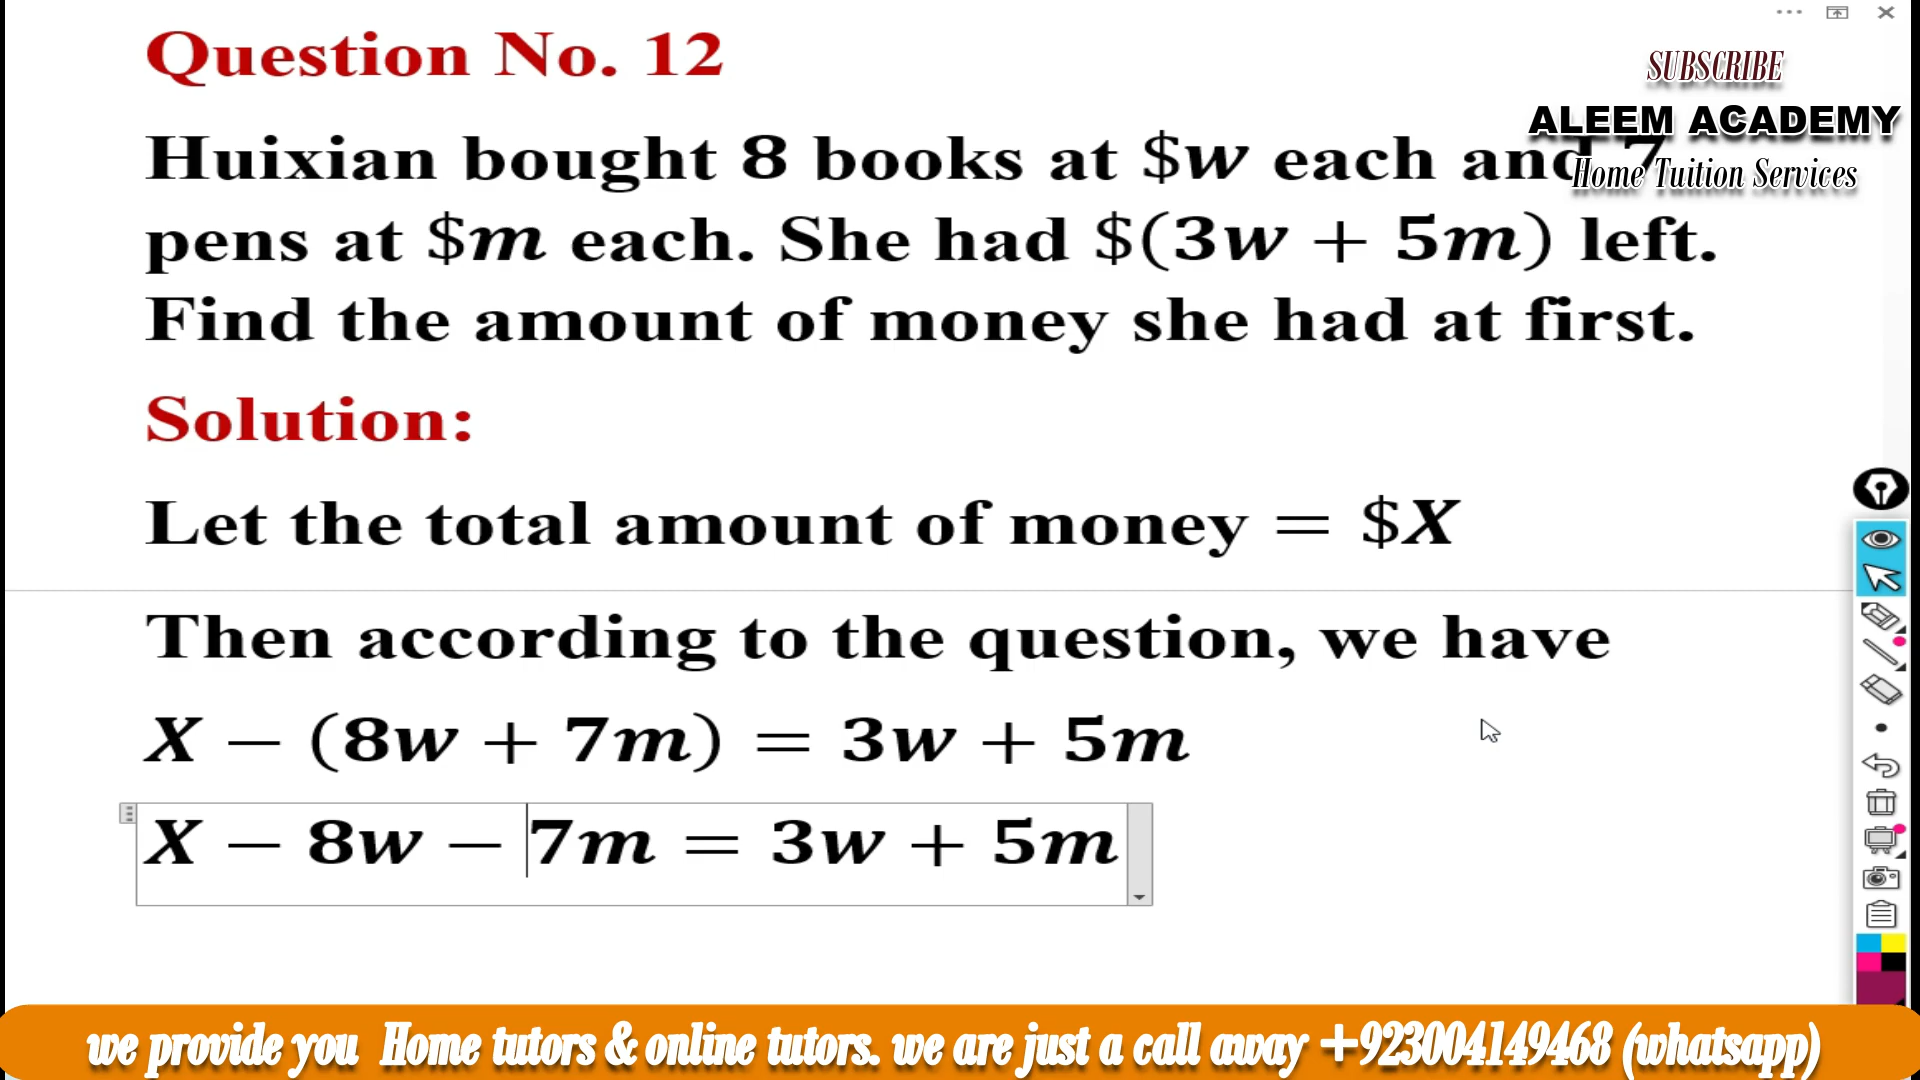 Question No. 12
SUBSCRIBE
ALEEM ACADEMY
Home Tuition Services
Huixian bought 8 books at $w each and 7
pens at $m each. She had $(3w + 5m) left.
Find the amount of money she had at first.
Solution:
Let the total amount of money = $X
Then according to the question, we have
X − (8w + 7m) = 3w + 5m
X − 8w − 7m = 3w + 5m
we provide you Home tutors & online tutors. we are just a call away +923004149468 (whatsapp)